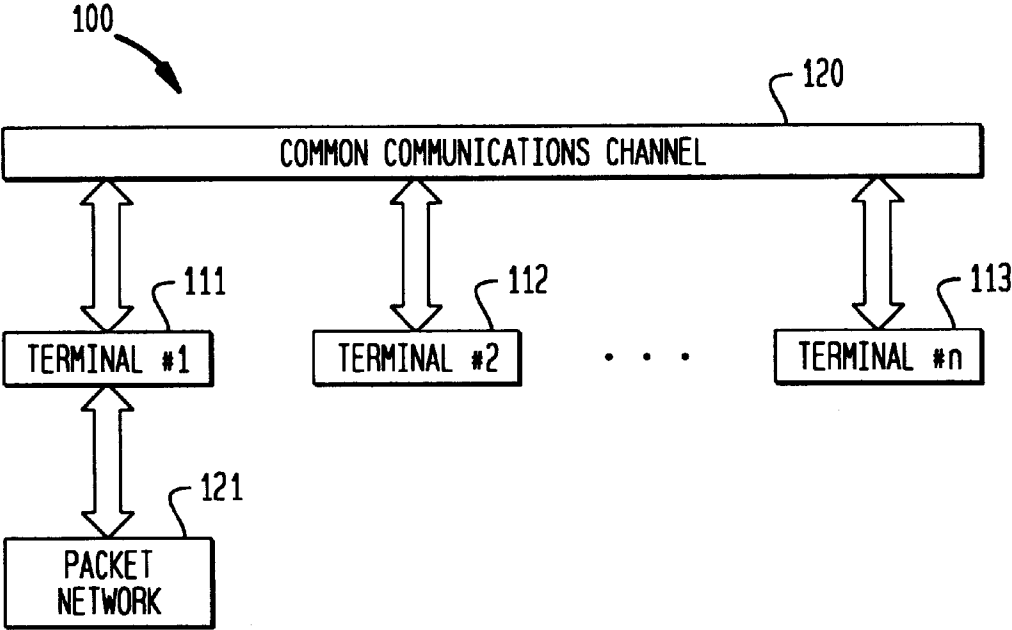 100
120
COMMON COMMUNICATIONS CHANNEL
111
112
113
TERMINAL #1
TERMINAL #2
. . .
TERMINAL #n
121
PACKET
NETWORK